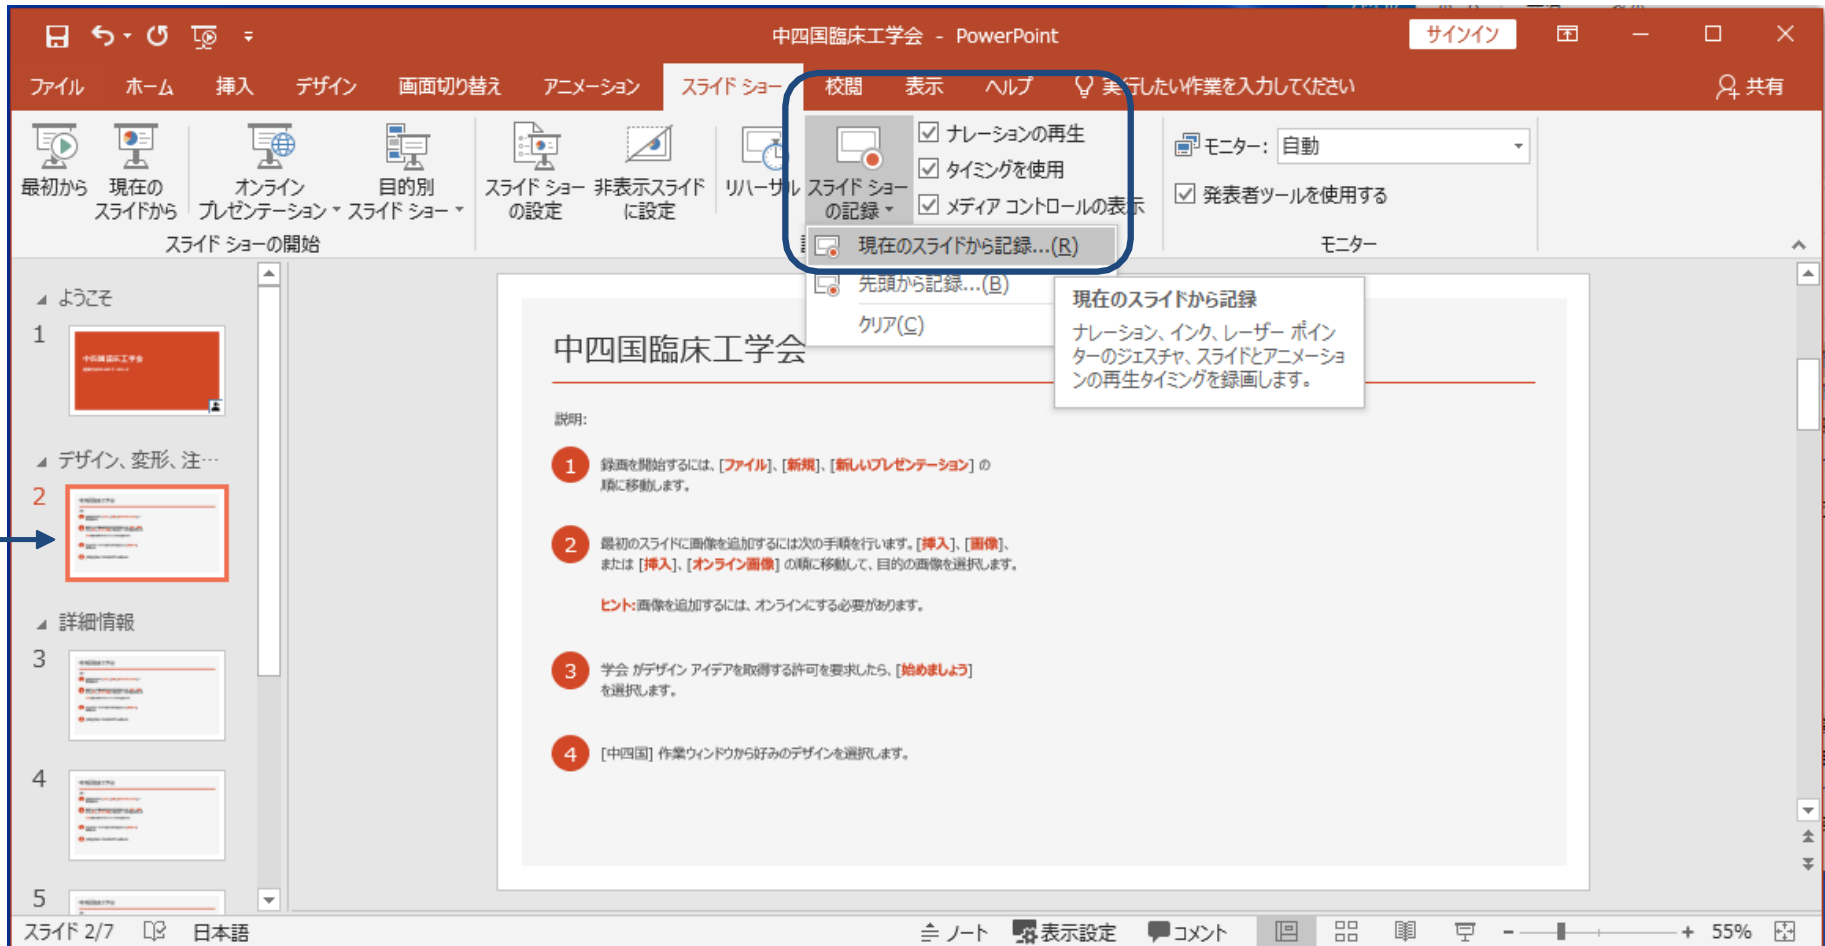 中四国臨床工学会 - PowerPoint
サインイン
ファイル ホーム 挿入 デザイン 画面切り替え アニメーション スライド ショー 校閲 表示 ヘルプ 実行したい作業を入力してください 共有
最初から
現在の
スライドから
オンライン
プレゼンテーション
目的別
スライド ショー
スライド ショーの開始
スライド ショー
の設定
非表示スライド
に設定
リハーサル
スライド ショー
の記録
ナレーションの再生
タイミングを使用
メディア コントロールの表示
モニター: 自動
発表者ツールを使用する
モニター
現在のスライドから記録...(R)
先頭から記録...(B)
クリア(C)
現在のスライドから記録
ナレーション、インク、レーザー ポイン
ターのジェスチャ、スライドとアニメーショ
ンの再生タイミングを録画します。
ようこそ
1
中四国臨床工学会
デザイン、変形、注…
2
詳細情報
3
4
5
中四国臨床工学会
説明:
1 録画を開始するには、[ファイル]、[新規]、[新しいプレゼンテーション] の
順に移動します。
2 最初のスライドに画像を追加するには次の手順を行います。[挿入]、[画像]、
または [挿入]、[オンライン画像] の順に移動して、目的の画像を選択します。
ヒント:画像を追加するには、オンラインにする必要があります。
3 学会 がデザイン アイデアを取得する許可を要求したら、[始めましょう]
を選択します。
4 [中四国] 作業ウィンドウから好みのデザインを選択します。
スライド 2/7 日本語 ノート 表示設定 コメント - + 55%